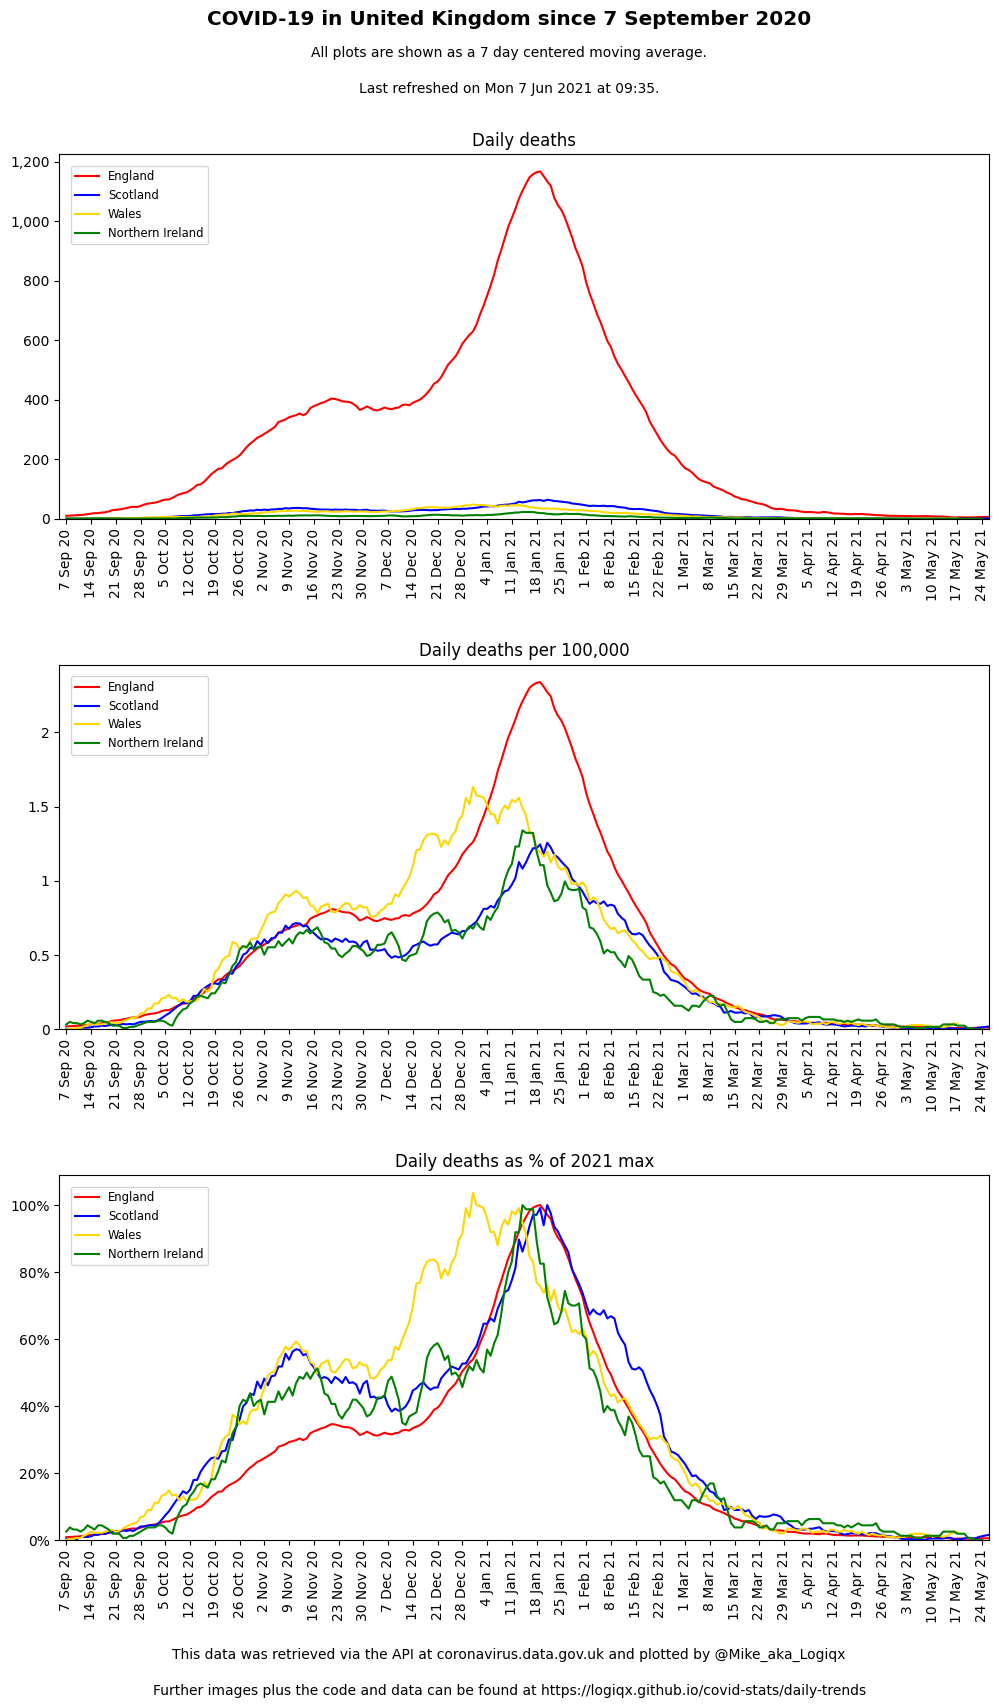 COVID-19 in United Kingdom since 7 September 2020
All plots are shown as a 7 day centered moving average.
Last refreshed on Mon 7 Jun 2021 at 09:35.
Daily deaths
1,200
1,000
800
600
400
200
0
England
Scotland
Wales
Northern Ireland
7 Sep 20
14 Sep 20
21 Sep 20
28 Sep 20
5 Oct 20
12 Oct 20
19 Oct 20
26 Oct 20
2 Nov 20
9 Nov 20
16 Nov 20
23 Nov 20
30 Nov 20
7 Dec 20
14 Dec 20
21 Dec 20
28 Dec 20
4 Jan 21
11 Jan 21
18 Jan 21
25 Jan 21
1 Feb 21
8 Feb 21
15 Feb 21
22 Feb 21
1 Mar 21
8 Mar 21
15 Mar 21
22 Mar 21
29 Mar 21
5 Apr 21
12 Apr 21
19 Apr 21
26 Apr 21
3 May 21
10 May 21
17 May 21
24 May 21
Daily deaths per 100,000
2
1.5
1
0.5
0
England
Scotland
Wales
Northern Ireland
7 Sep 20
14 Sep 20
21 Sep 20
28 Sep 20
5 Oct 20
12 Oct 20
19 Oct 20
26 Oct 20
2 Nov 20
9 Nov 20
16 Nov 20
23 Nov 20
30 Nov 20
7 Dec 20
14 Dec 20
21 Dec 20
28 Dec 20
4 Jan 21
11 Jan 21
18 Jan 21
25 Jan 21
1 Feb 21
8 Feb 21
15 Feb 21
22 Feb 21
1 Mar 21
8 Mar 21
15 Mar 21
22 Mar 21
29 Mar 21
5 Apr 21
12 Apr 21
19 Apr 21
26 Apr 21
3 May 21
10 May 21
17 May 21
24 May 21
Daily deaths as % of 2021 max
100%
80%
60%
40%
20%
0%
England
Scotland
Wales
Northern Ireland
7 Sep 20
14 Sep 20
21 Sep 20
28 Sep 20
5 Oct 20
12 Oct 20
19 Oct 20
26 Oct 20
2 Nov 20
9 Nov 20
16 Nov 20
23 Nov 20
30 Nov 20
7 Dec 20
14 Dec 20
21 Dec 20
28 Dec 20
4 Jan 21
11 Jan 21
18 Jan 21
25 Jan 21
1 Feb 21
8 Feb 21
15 Feb 21
22 Feb 21
1 Mar 21
8 Mar 21
15 Mar 21
22 Mar 21
29 Mar 21
5 Apr 21
12 Apr 21
19 Apr 21
26 Apr 21
3 May 21
10 May 21
17 May 21
24 May 21
This data was retrieved via the API at coronavirus.data.gov.uk and plotted by @Mike_aka_Logiqx
Further images plus the code and data can be found at https://logiqx.github.io/covid-stats/daily-trends